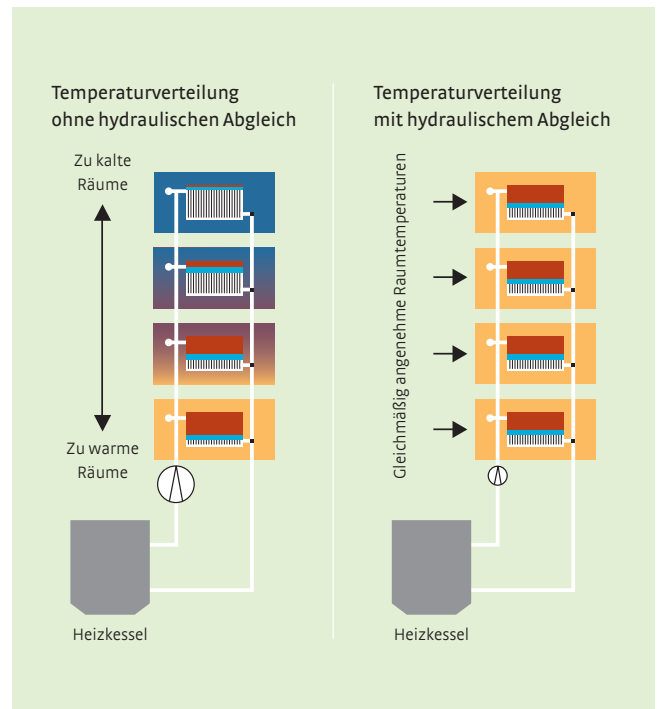 Temperaturverteilung
ohne hydraulischen Abgleich
Zu kalte
Räume
Zu warme
Räume
Heizkessel
Temperaturverteilung
mit hydraulischem Abgleich
Gleichmäßig angenehme Raumtemperaturen
Heizkessel